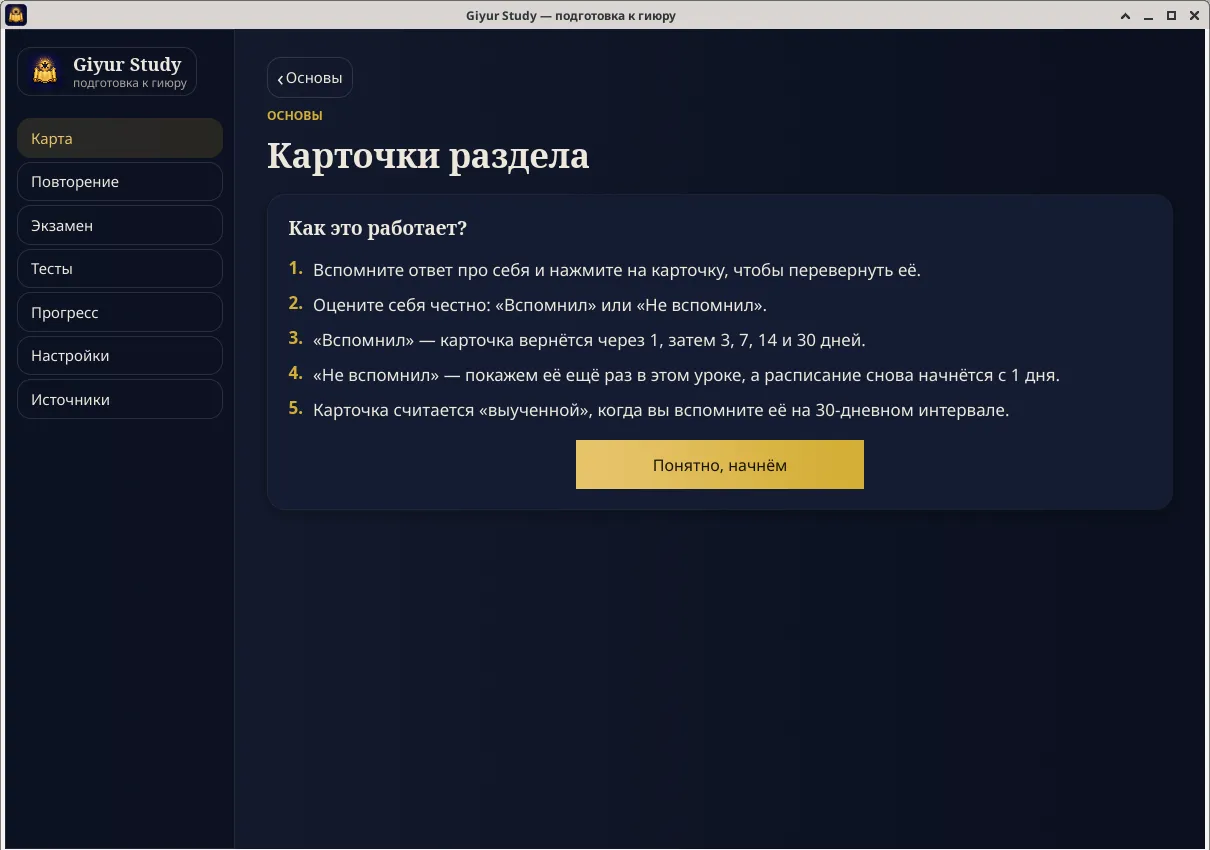 Giyur Study — подготовка к гиюру
Giyur Study
подготовка к гиюру
Карта
Повторение
Экзамен
Тесты
Прогресс
Настройки
Источники
‹ Основы
ОСНОВЫ
Карточки раздела
Как это работает?
1. Вспомните ответ про себя и нажмите на карточку, чтобы перевернуть её.
2. Оцените себя честно: «Вспомнил» или «Не вспомнил».
3. «Вспомнил» — карточка вернётся через 1, затем 3, 7, 14 и 30 дней.
4. «Не вспомнил» — покажем её ещё раз в этом уроке, а расписание снова начнётся с 1 дня.
5. Карточка считается «выученной», когда вы вспомните её на 30-дневном интервале.
Понятно, начнём